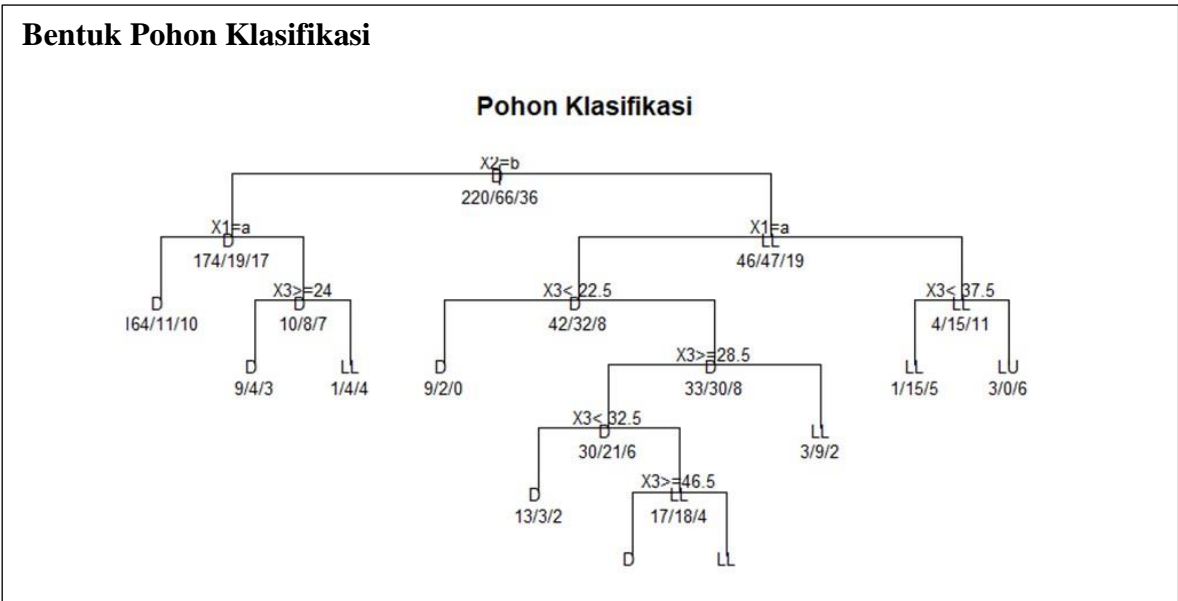 Bentuk Pohon Klasifikasi
Pohon Klasifikasi
X2=b
D
220/66/36
X1=a
D
174/19/17
X1=a
LL
46/47/19
D
164/11/10
X3>=24
D
10/8/7
X3< 22.5
D
42/32/8
X3< 37.5
LL
4/15/11
D
9/4/3
LL
1/4/4
D
9/2/0
X3>=28.5
D
33/30/8
LL
1/15/5
LU
3/0/6
X3< 32.5
D
30/21/6
LL
3/9/2
D
13/3/2
X3>=46.5
LL
17/18/4
D
LL